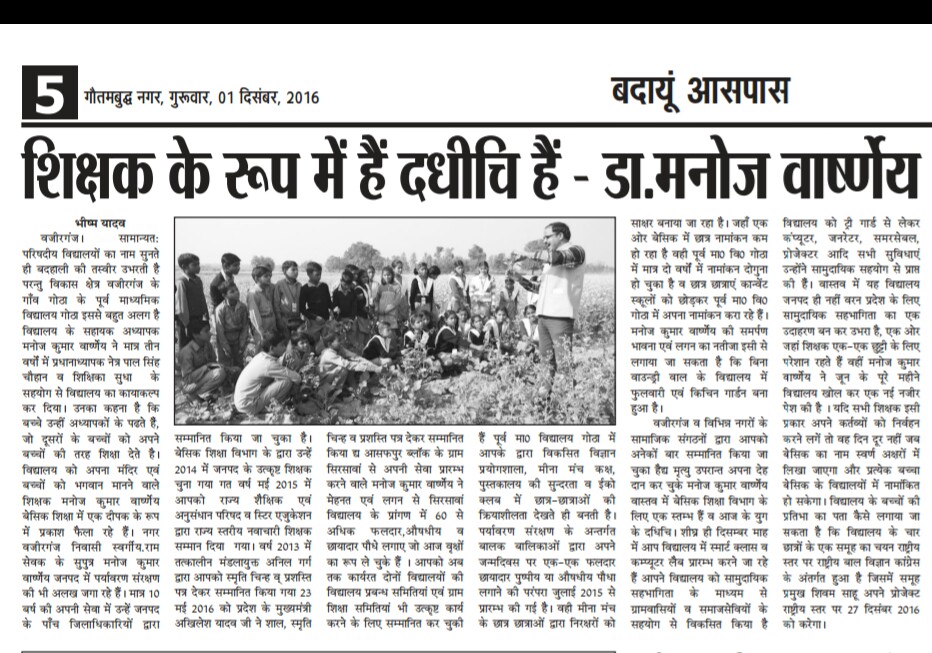 5
गौतमबुद्ध नगर, गुरूवार, 01 दिसंबर, 2016
बदायूं आसपास
शिक्षक के रूप में हैं दधीचि हैं - डा.मनोज वार्ष्णेय
भीष्म यादव
वजीरगंज। सामान्यत:
परिषदीय विद्यालयों का नाम सुनते
ही बदहाली की तस्वीर उभरती है
परन्तु विकास क्षेत्र वजीरगंज के
गाँव गोठा के पूर्व माध्यमिक
विद्यालय गोठा इससे बहुत अलग है
विद्यालय के सहायक अध्यापक
मनोज कुमार वार्ष्णेय ने मात्र तीन
वर्षों में प्रधानाध्यापक नेत्र पाल सिंह
चौहान व शिक्षिका सुधा के
सहयोग से विद्यालय का कायाकल्प
कर दिया। उनका कहना है कि
बच्चे उन्हीं अध्यापकों के पढते है,
जो दूसरों के बच्चों को अपने
बच्चों की तरह शिक्षा देते है।
विद्यालय को अपना मंदिर एवं
बच्चों को भगवान मानने वाले
शिक्षक मनोज कुमार वार्ष्णेय
बेसिक शिक्षा में एक दीपक के रूप
में प्रकाश फैला रहे हैं। नगर
वजीरगंज निवासी स्वर्गीय.राम
सेवक के सुपुत्र मनोज कुमार
वार्ष्णेय जनपद में पर्यावरण संरक्षण
की भी अलख जगा रहे हैं। मात्र 10
बर्ष की अपनी सेवा में उन्हें जनपद
के पाँच जिलाधिकारियों द्वारा
सम्मानित किया जा चुका है।
बेसिक शिक्षा विभाग के द्वारा उन्हें
2014 में जनपद के उत्कृष्ट शिक्षक
चुना गया गत वर्ष मई 2015 में
आपको राज्य शैक्षिक एवं
अनुसंधान परिषद व स्टिर एजुकेशन
द्वारा राज्य स्तरीय नवाचारी शिक्षक
सम्मान दिया गया। वर्ष 2013 में
तत्कालीन मंडलायुक्त अनिल गर्ग
द्वारा आपको स्मृति चिन्ह व् प्रशस्ति
पत्र देकर सम्मानित किया गया 23
मई 2016 को प्रदेश के मुख्यमंत्री
अखिलेश यादव जी ने शाल, स्मृति
चिन्ह व प्रशस्ति पत्र देकर सम्मानित
किया द्य आसफपुर ब्लॉक के ग्राम
सिरसावां से अपनी सेवा प्रारम्भ
करने वाले मनोज कुमार वार्ष्णेय ने
मेहनत एवं लगन से सिरसावां
विद्यालय के प्रांगण में 60 से
अधिक फलदार,औषधीय व
छायादार पौधे लगाए जो आज वृक्षों
का रूप ले चुके हैं । आपको अब
तक कार्यरत दोनों विद्यालयों की
विद्यालय प्रबन्ध समितियां एवं ग्राम
शिक्षा समितियां भी उत्कृष्ट कार्य
करने के लिए सम्मानित कर चुकी
हैं पूर्व मा0 विद्यालय गोठा में
आपके द्वारा विकसित विज्ञान
प्रयोगशाला, मीना मंच कक्ष,
पुस्तकालय की सुन्दरता व ईको
क्लब में छात्र-छात्राओं की
क्रियाशीलता देखते ही बनती है।
पर्यावरण संरक्षण के अन्तर्गत
बालक बालिकाओं द्वारा अपने
जन्मदिवस पर एक-एक फलदार
छायादार पुष्पीय या औषधीय पौधा
लगाने की परंपरा जुलाई 2015 से
प्रारम्भ की गई है। वही मीना मंच
के छात्र छात्राओं द्वारा निरक्षरों को
साक्षर बनाया जा रहा है। जहाँ एक
ओर बेसिक में छात्र नामांकन कम
हो रहा है वही पूर्व मा0 वि0 गोठा
में मात्र दो वर्षों में नामांकन दोगुना
हो चुका है व छात्र छात्राएं कान्वेंट
स्कूलों को छोड़कर पूर्व मा0 वि0
गोठा में अपना नामांकन करा रहे हैं।
मनोज कुमार वार्ष्णेय की समर्पण
भावना एवं लगन का नतीजा इसी से
लगाया जा सकता है कि बिना
वाउन्ड्री वाल के विद्यालय में
फुलवारी एवं किचिन गार्डन बना
हुआ है।
वजीरगंज व विभिन्न नगरों के
सामाजिक संगठनों द्वारा आपको
अनेकों बार सम्मानित किया जा
चुका हैद्य मृत्यु उपरान्त अपना देह
दान कर चुके मनोज कुमार वार्ष्णेय
वास्तव में बेसिक शिक्षा विभाग के
लिए एक स्तम्भ हैं व आज के युग
के दधिचि। शीघ्र ही दिसम्बर माह
में आप विद्यालय में स्मार्ट क्लास व
कम्प्यूटर लैब प्रारम्भ करने जा रहे
हैं आपने विद्यालय को सामुदायिक
सहभागिता के माध्यम से
ग्रामवासियों व समाजसेवियों के
सहयोग से विकसित किया है
विद्यालय को ट्री गार्ड से लेकर
कंप्यूटर, जनरेटर, समरसेबल,
प्रोजेक्टर आदि सभी सुविधाएं
उन्होंने सामुदायिक सहयोग से प्राप्त
की हैं। वास्तव में यह विद्यालय
जनपद ही नहीं वरन प्रदेश के लिए
सामुदायिक सहभागिता का एक
उदाहरण बन कर उभरा है, एक ओर
जहां शिक्षक एक-एक छुट्टी के लिए
परेशान रहते हैं वहीं मनोज कुमार
वार्ष्णेय ने जून के पूरे महीने
विद्यालय खोल कर एक नई नजीर
पेश की है । यदि सभी शिक्षक इसी
प्रकार अपने कर्तव्यों को निर्वहन
करने लगें तो वह दिन दूर नहीं जब
बेसिक का नाम स्वर्ण अक्षरों में
लिखा जाएगा और प्रत्येक बच्चा
बेसिक के विद्यालयों में नामांकित
हो सकेगा। विद्यालय के बच्चों की
प्रतिभा का पता कैसे लगाया जा
सकता है कि विद्यालय के चार
छात्रों के एक समूह का चयन राष्ट्रीय
स्तर पर राष्ट्रीय बाल विज्ञान कांग्रेस
के अंतर्गत हुआ है जिसमें समूह
प्रमुख शिवम साहू अपने प्रोजेक्ट
राष्ट्रीय स्तर पर 27 दिसंबर 2016
को करेगा।